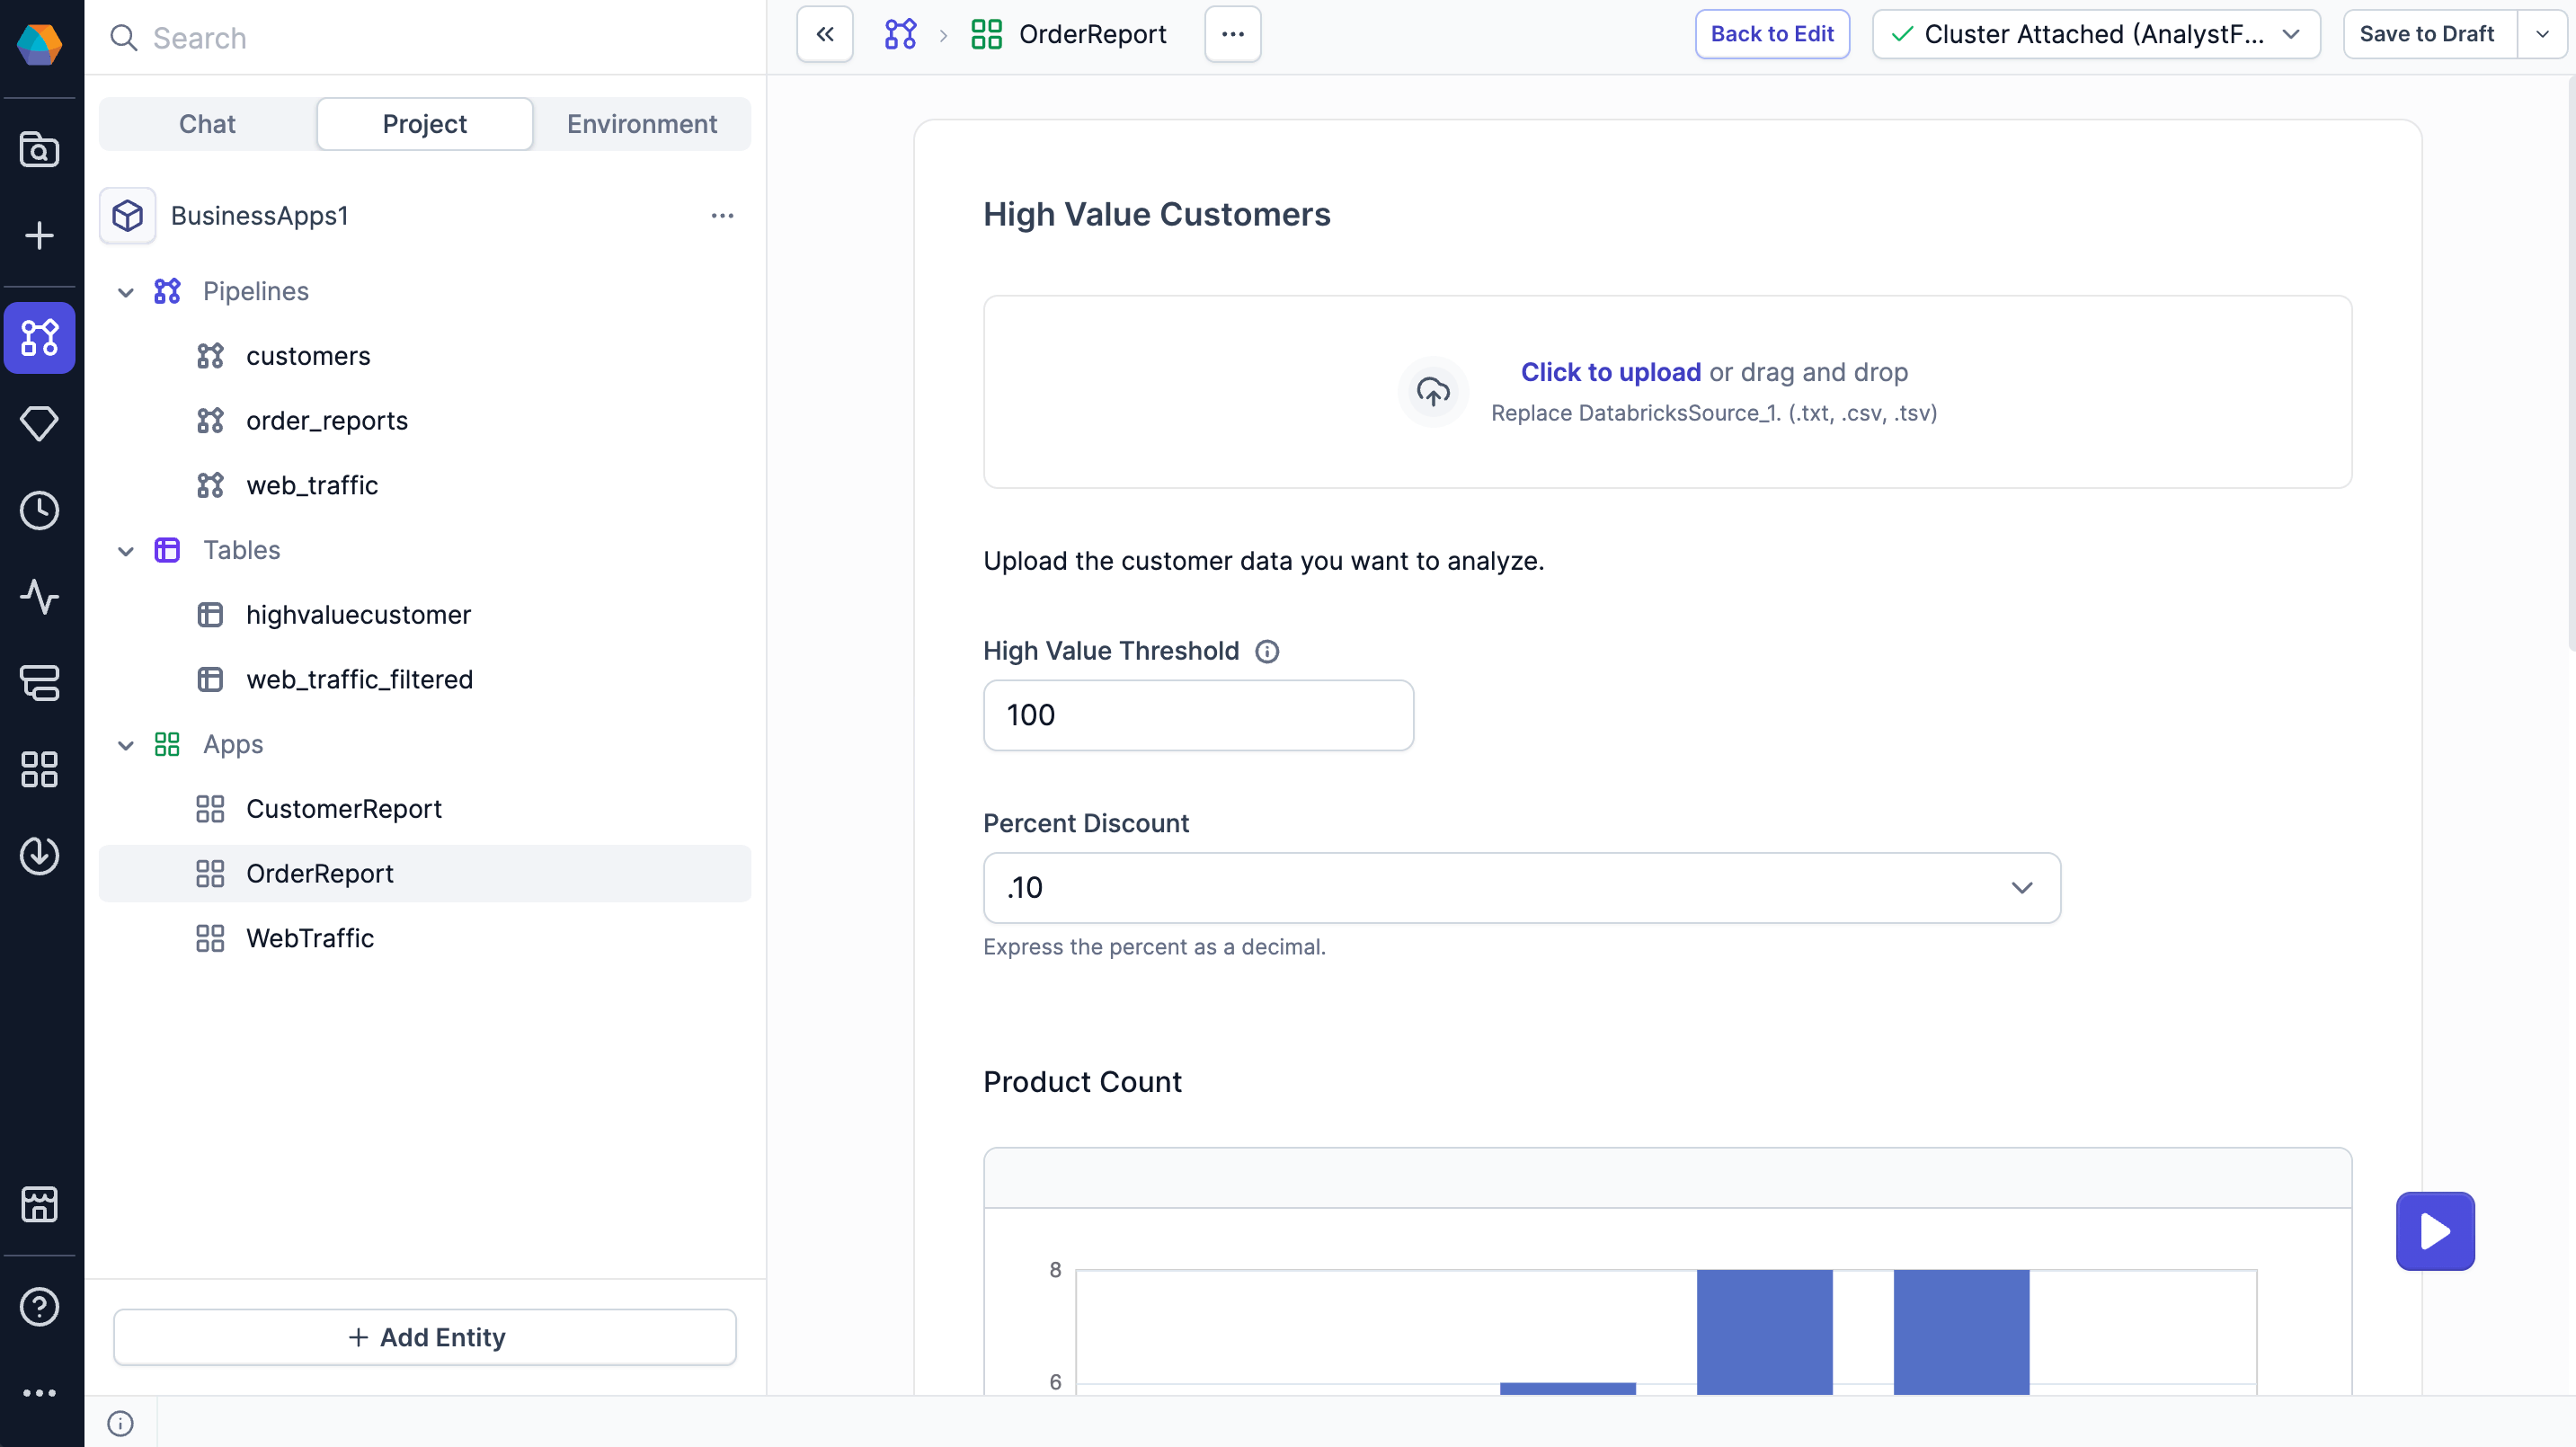 Search
OrderReport
Back to Edit
Cluster Attached (AnalystF...
Save to Draft
Chat
Project
Environment
BusinessApps1
Pipelines
customers
order_reports
web_traffic
Tables
highvaluecustomer
web_traffic_filtered
Apps
CustomerReport
OrderReport
WebTraffic
+ Add Entity
High Value Customers
Click to upload or drag and drop
Replace DatabricksSource_1. (.txt, .csv, .tsv)
Upload the customer data you want to analyze.
High Value Threshold
100
Percent Discount
.10
Express the percent as a decimal.
Product Count
8
6